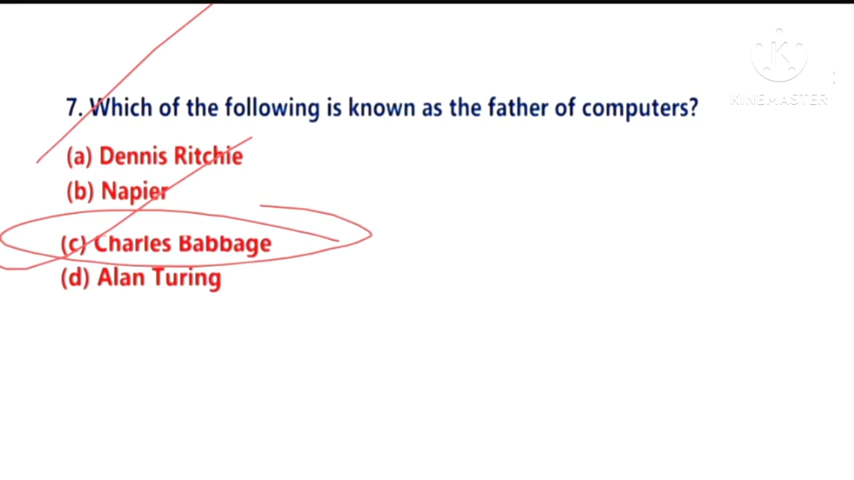 KINEMASTER
7. Which of the following is known as the father of computers?
(a) Dennis Ritchie
(b) Napier
(c) Charles Babbage
(d) Alan Turing